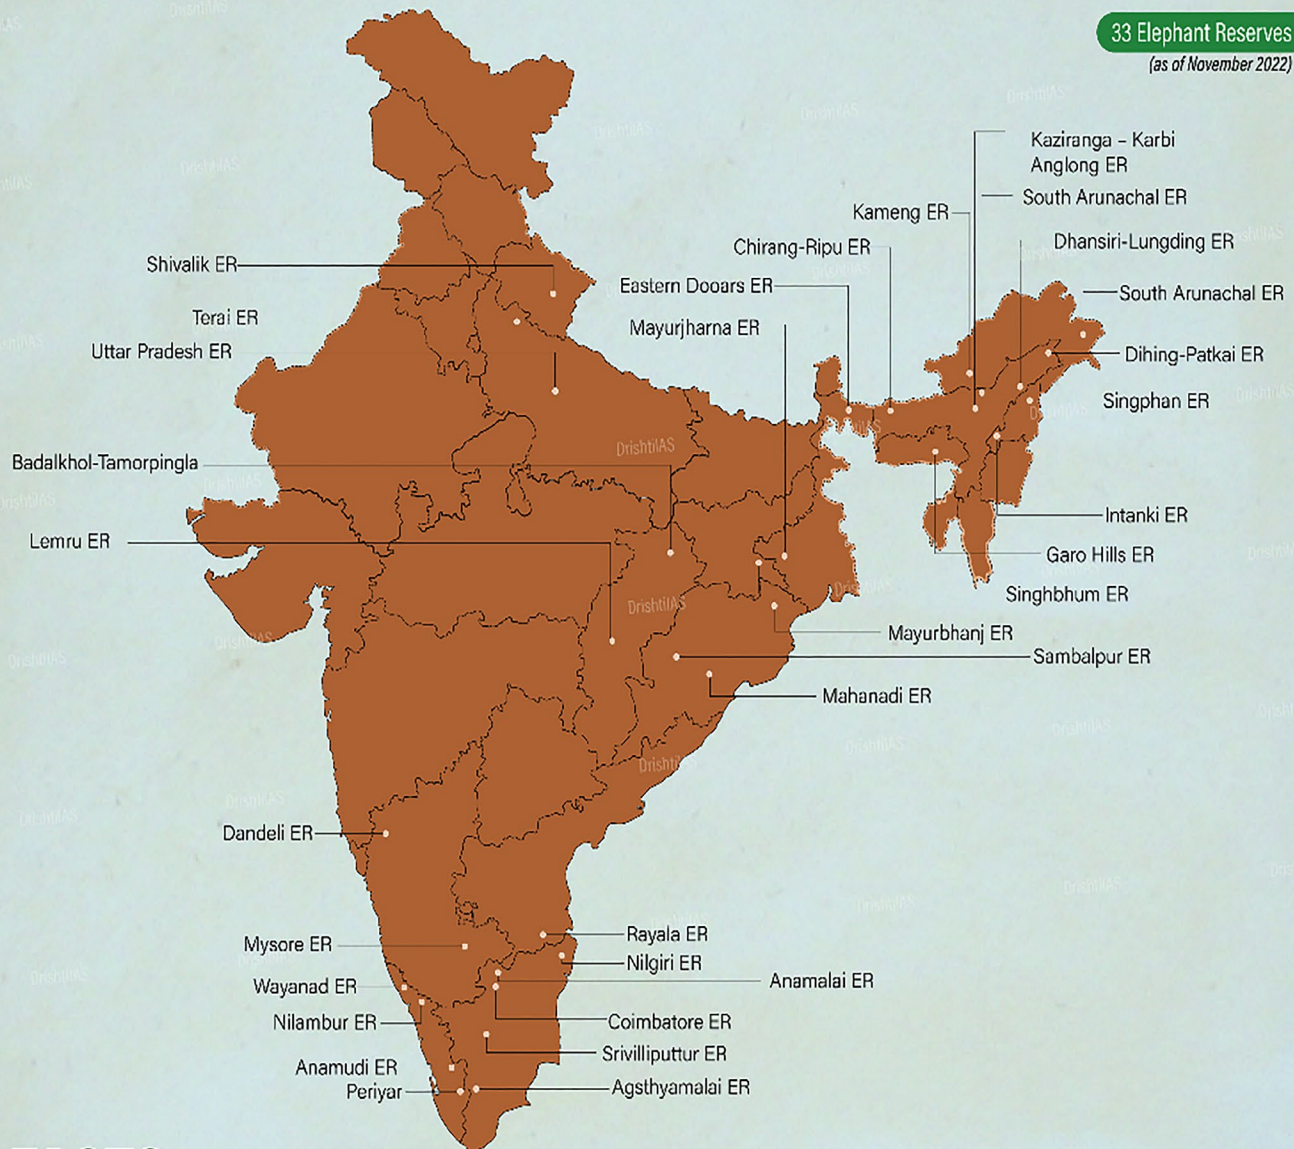 33 Elephant Reserves
(as of November 2022)
Kaziranga – Karbi
Anglong ER
South Arunachal ER
Kameng ER
Dhansiri-Lungding ER
Chirang-Ripu ER
Shivalik ER
Eastern Dooars ER
South Arunachal ER
Terai ER
Mayurjharna ER
Uttar Pradesh ER
Dihing-Patkai ER
Singphan ER
DrishtiIAS
Badalkhol-Tamorpingla
Intanki ER
Lemru ER
Garo Hills ER
Singhbhum ER
DrishtiIAS
Mayurbhanj ER
Sambalpur ER
Mahanadi ER
DrishtiIAS
Dandeli ER
Rayala ER
Mysore ER
Nilgiri ER
Anamalai ER
Wayanad ER
Nilambur ER
Coimbatore ER
Srivilliputtur ER
Anamudi ER
Periyar
Agsthyamalai ER